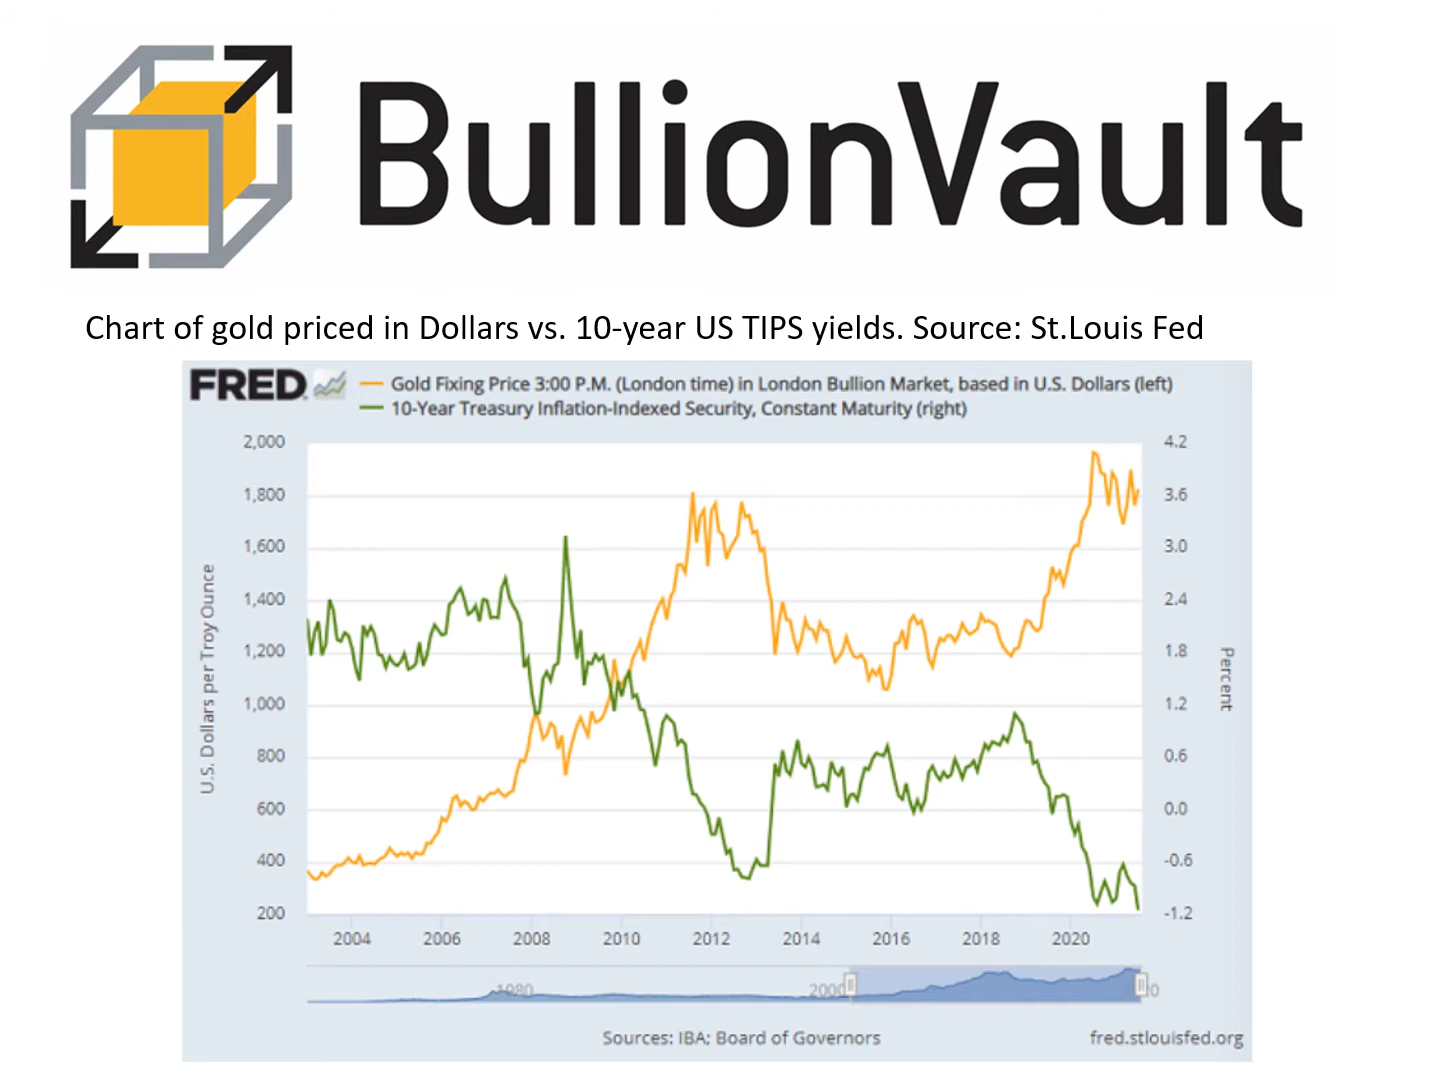 BullionVault
Chart of gold priced in Dollars vs. 10-year US TIPS yields. Source: St.Louis Fed
FRED
Gold Fixing Price 3:00 P.M. (London time) in London Bullion Market, based in U.S. Dollars (left)
10-Year Treasury Inflation-Indexed Security, Constant Maturity (right)
2,000 4.2
1,800 3.6
1,600 3.0
1,400 2.4
1,200 1.8
1,000 1.2
800 0.6
600 0.0
400 -0.6
200 -1.2
U.S. Dollars per Troy Ounce
Percent
2004 2006 2008 2010 2012 2014 2016 2018 2020
1980 2000
Sources: IBA; Board of Governors fred.stlouisfed.org